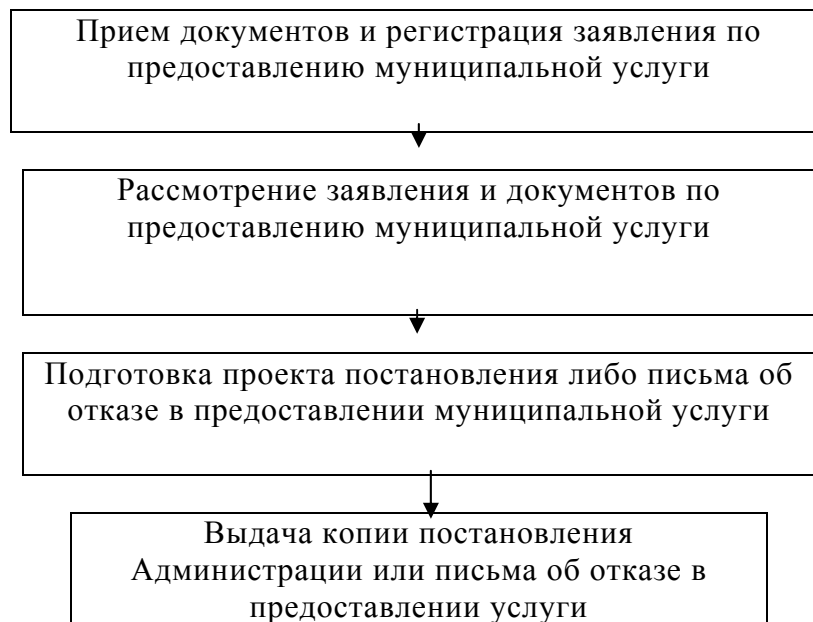 Прием документов и регистрация заявления по
предоставлению муниципальной услуги
Рассмотрение заявления и документов по
предоставлению муниципальной услуги
Подготовка проекта постановления либо письма об
отказе в предоставлении муниципальной услуги
Выдача копии постановления
Администрации или письма об отказе в
предоставлении услуги